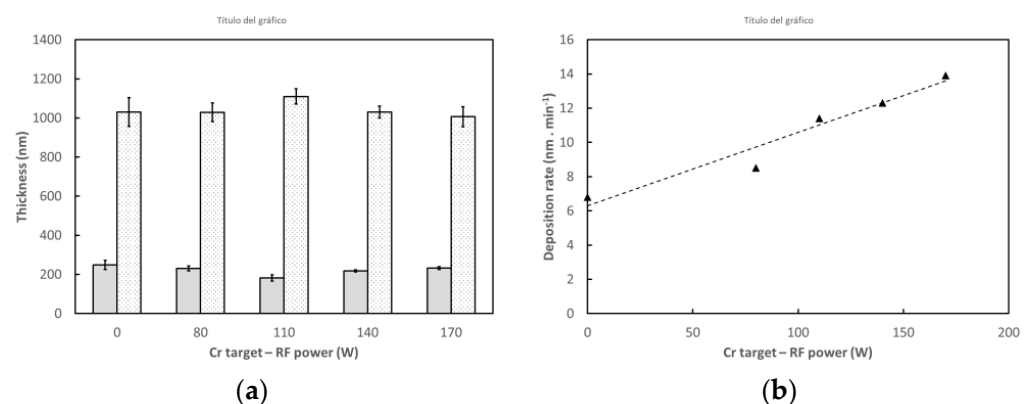 Título del gráfico
1400
1200
1000
800
600
400
200
0
Thickness (nm)
0 80 110 140 170
Cr target – RF power (W)
(a)
Título del gráfico
16
14
12
10
8
6
4
2
0
Deposition rate (nm . min⁻¹)
0 50 100 150 200
Cr target – RF power (W)
(b)